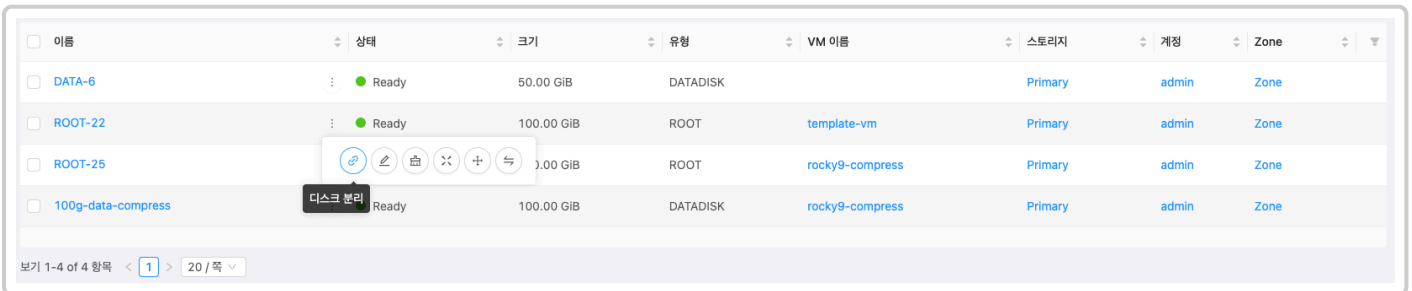 이름 상태 크기 유형 VM 이름 스토리지 계정 Zone
DATA-6 Ready 50.00 GiB DATADISK Primary admin Zone
ROOT-22 Ready 100.00 GiB ROOT template-vm Primary admin Zone
ROOT-25 0.00 GiB ROOT rocky9-compress Primary admin Zone
디스크 분리
100g-data-compress Ready 100.00 GiB DATADISK rocky9-compress Primary admin Zone
보기 1-4 of 4 항목 < 1 > 20 / 쪽